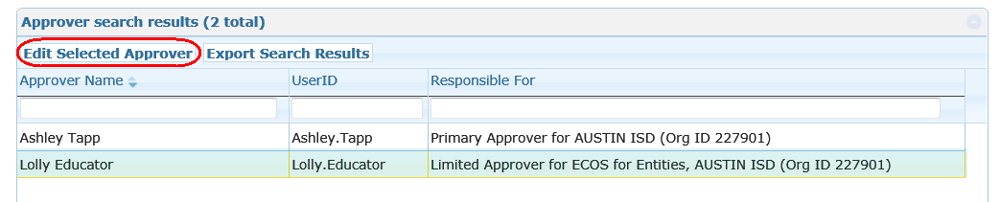 Approver search results (2 total)
Edit Selected Approver Export Search Results
Approver Name UserID Responsible For
Ashley Tapp Ashley.Tapp Primary Approver for AUSTIN ISD (Org ID 227901)
Lolly Educator Lolly.Educator Limited Approver for ECOS for Entities, AUSTIN ISD (Org ID 227901)